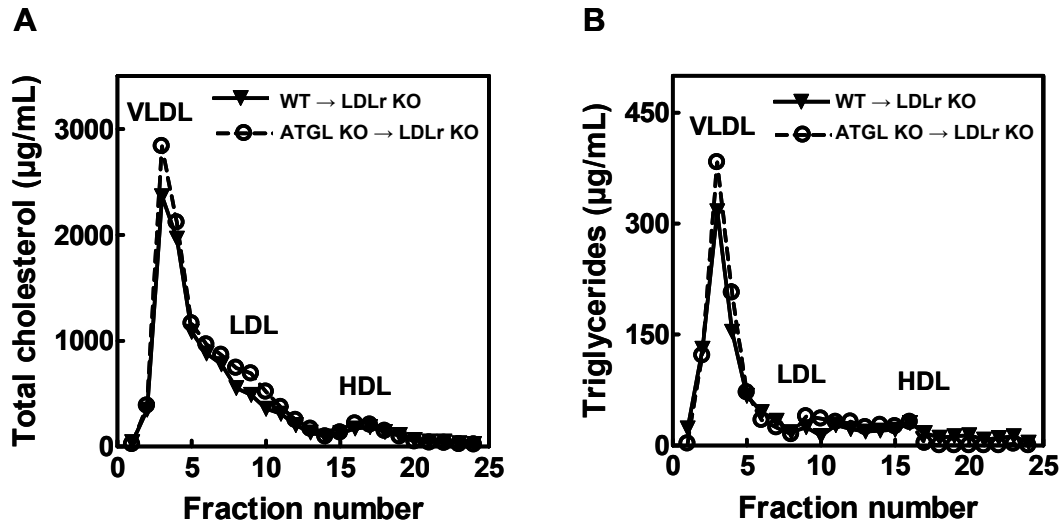 A
Total cholesterol (μg/mL)
3000
2000
1000
0
VLDL
WT → LDLr KO
ATGL KO → LDLr KO
LDL
HDL
0 5 10 15 20 25
Fraction number
B
Triglycerides (μg/mL)
450
300
150
0
VLDL
WT → LDLr KO
ATGL KO → LDLr KO
LDL
HDL
0 5 10 15 20 25
Fraction number